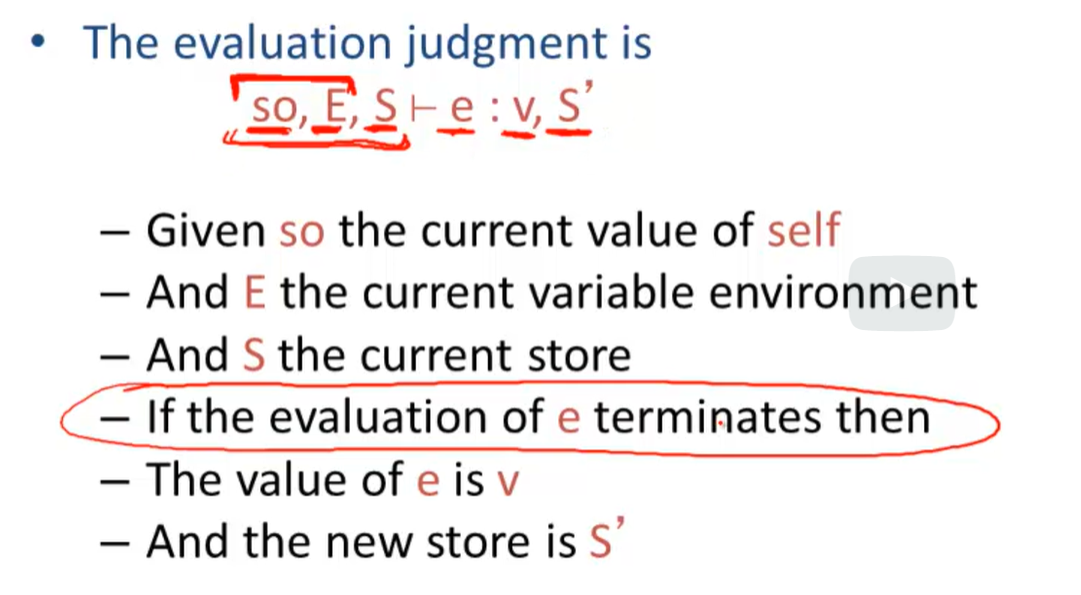 • The evaluation judgment is
so, E, S ⊢ e : v, S’
– Given so the current value of self
– And E the current variable environment
– And S the current store
– If the evaluation of e terminates then
– The value of e is v
– And the new store is S’